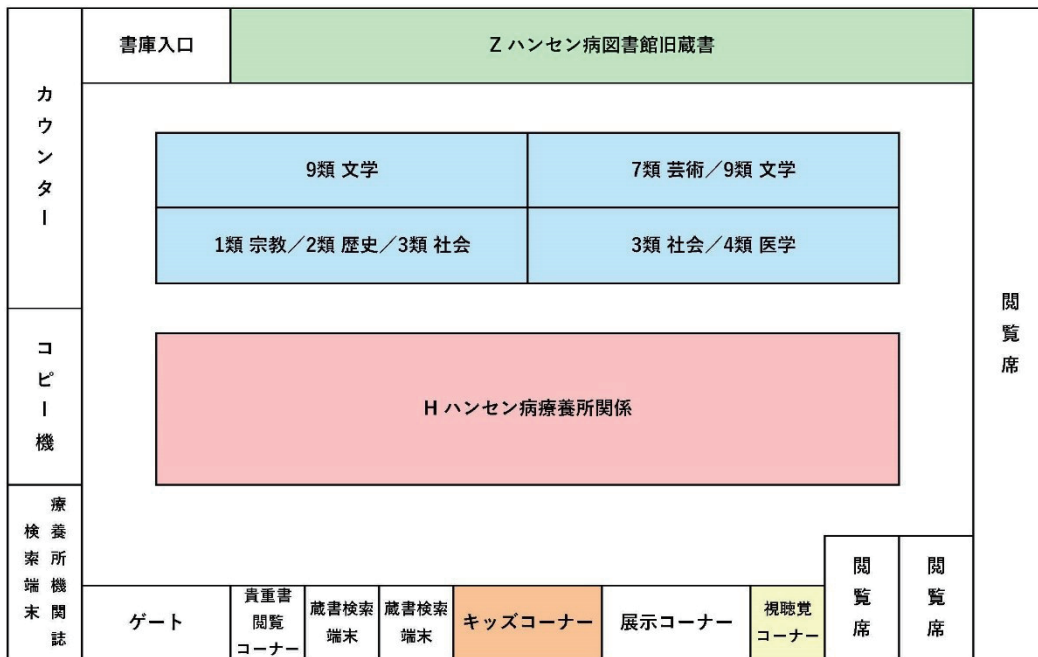 書庫入口
Z ハンセン病図書館旧蔵書
カウンター
9類 文学
7類 芸術／9類 文学
1類 宗教／2類 歴史／3類 社会
3類 社会／4類 医学
閲覧席
コピー機
H ハンセン病療養所関係
療養所機関誌
検索端末
ゲート
貴重書
閲覧
コーナー
蔵書検索
端末
蔵書検索
端末
キッズコーナー
展示コーナー
視聴覚
コーナー
閲覧席
閲覧席